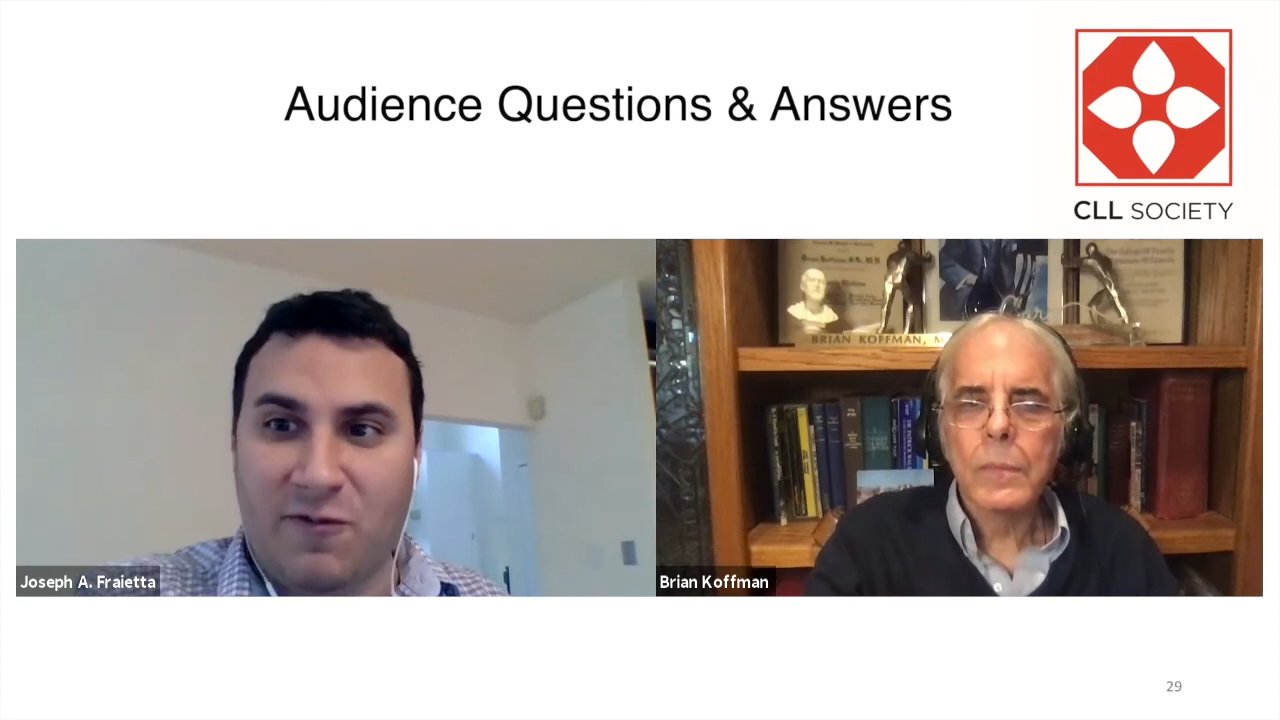 Audience Questions & Answers
CLL SOCIETY
BRIAN KOFFMAN, M
Joseph A. Fraietta
Brian Koffman
29